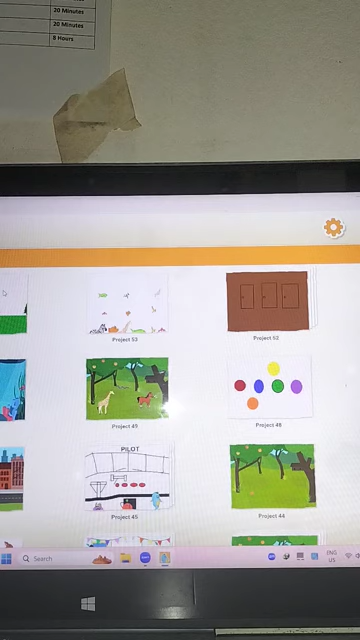 20 Minutes
20 Minutes
8 Hours
Project 53
Project 52
Project 49
Project 48
PILOT
Project 45
Project 44
Search
ENG
US